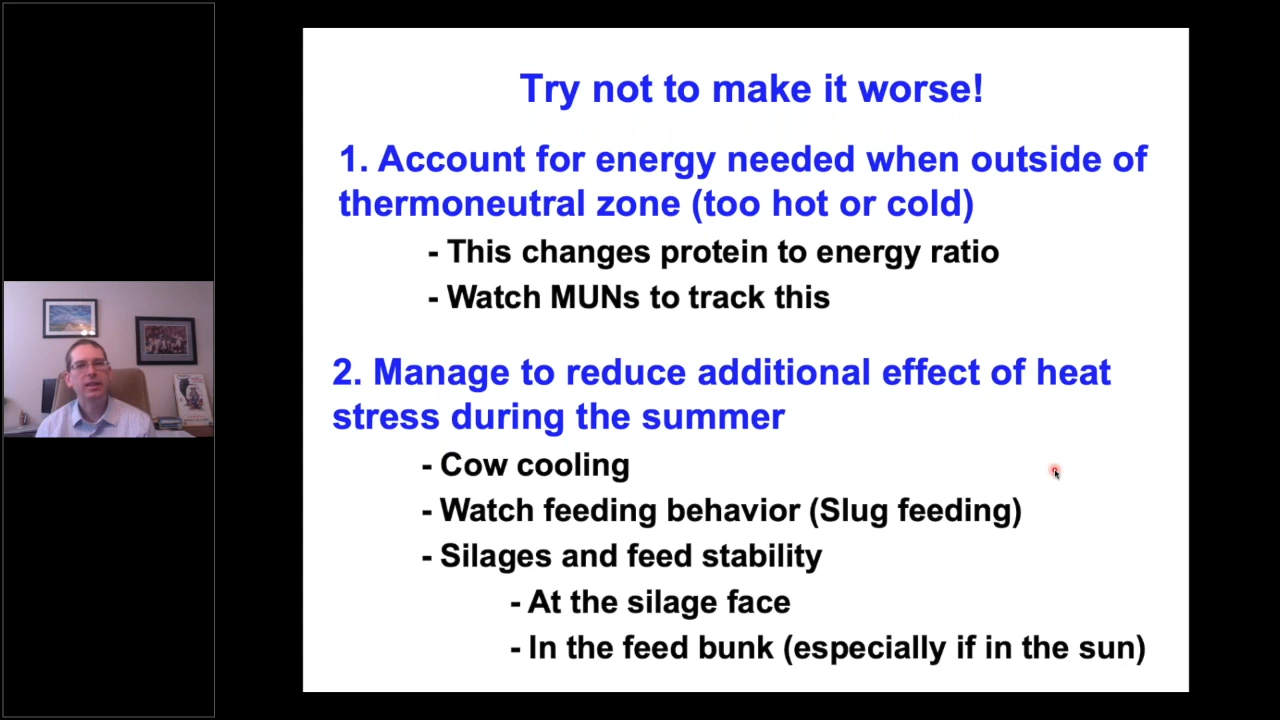 Try not to make it worse!
1. Account for energy needed when outside of
thermoneutral zone (too hot or cold)
- This changes protein to energy ratio
- Watch MUNs to track this
2. Manage to reduce additional effect of heat
stress during the summer
- Cow cooling
- Watch feeding behavior (Slug feeding)
- Silages and feed stability
- At the silage face
- In the feed bunk (especially if in the sun)